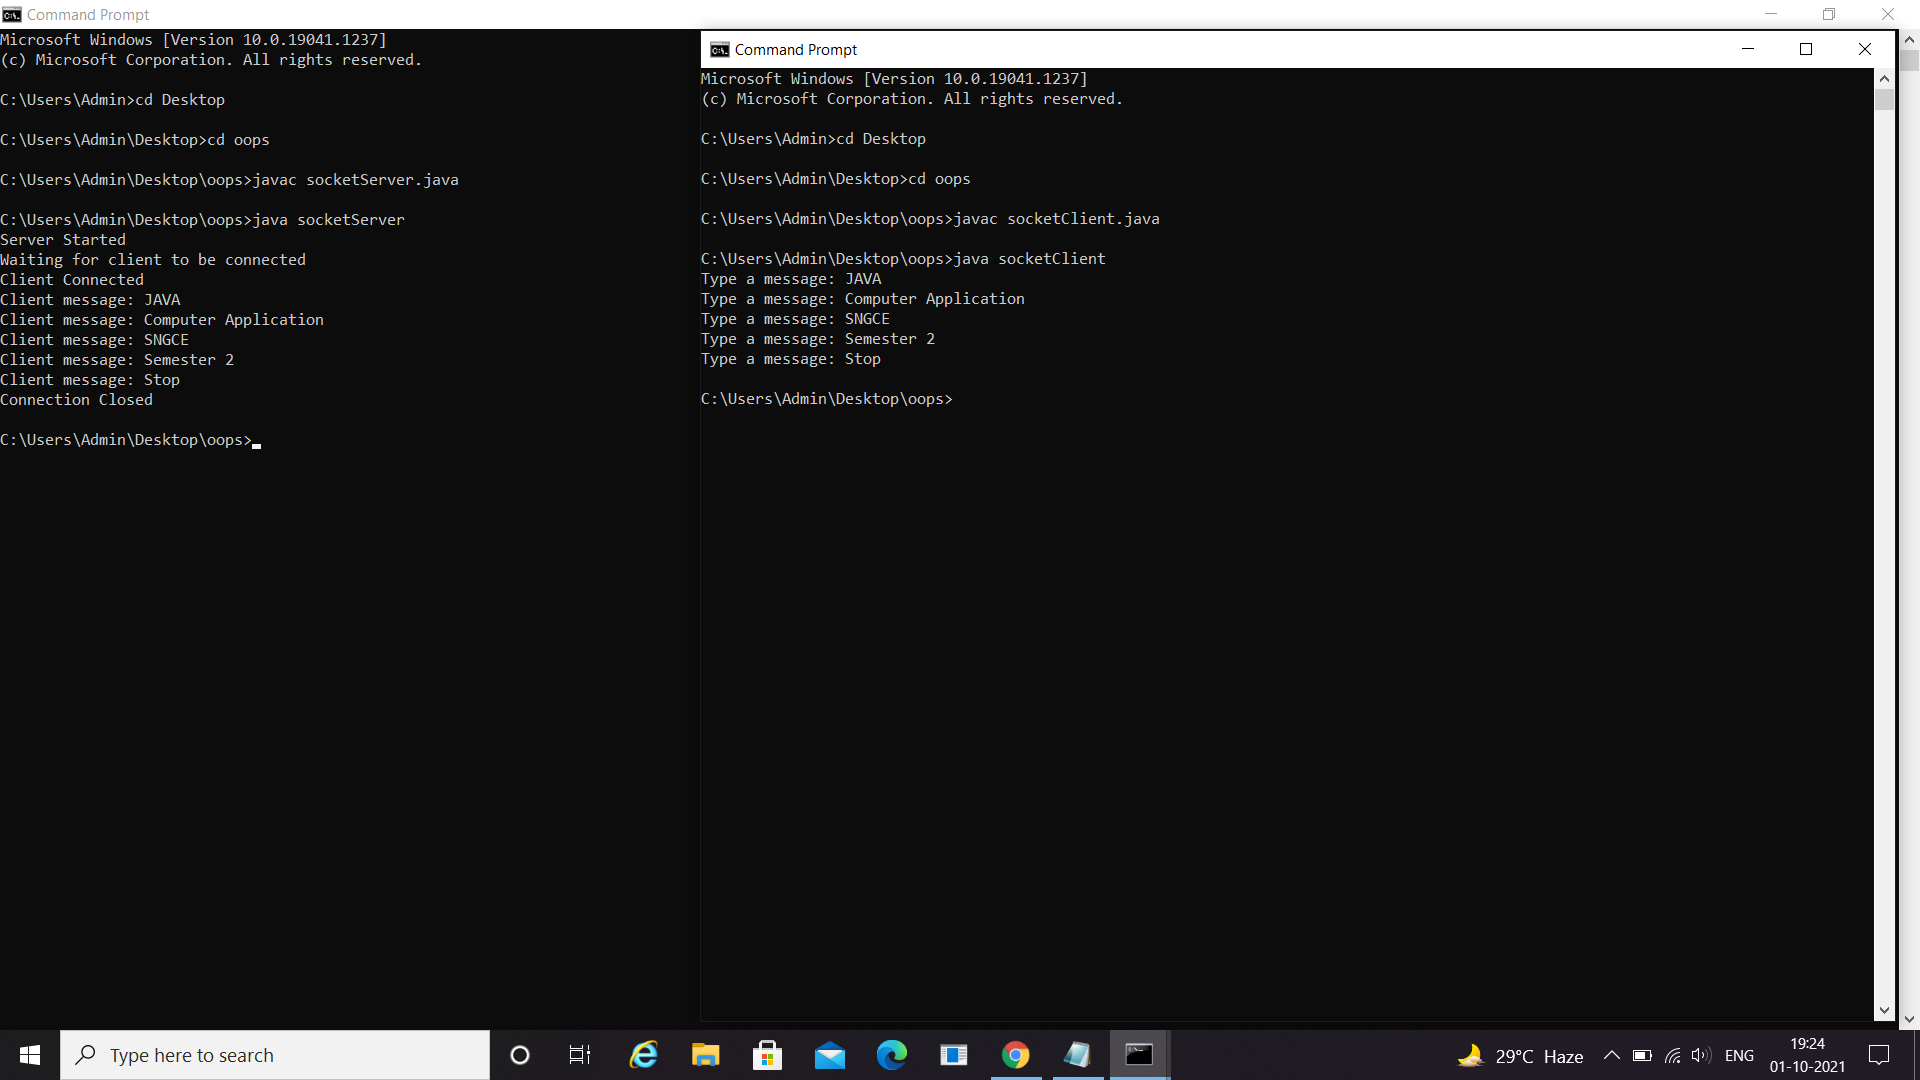 Command Prompt
Microsoft Windows [Version 10.0.19041.1237]
(c) Microsoft Corporation. All rights reserved.
C:\Users\Admin>cd Desktop
C:\Users\Admin\Desktop>cd oops
C:\Users\Admin\Desktop\oops>javac socketServer.java
C:\Users\Admin\Desktop\oops>java socketServer
Server Started
Waiting for client to be connected
Client Connected
Client message: JAVA
Client message: Computer Application
Client message: SNGCE
Client message: Semester 2
Client message: Stop
Connection Closed
C:\Users\Admin\Desktop\oops>
Command Prompt
Microsoft Windows [Version 10.0.19041.1237]
(c) Microsoft Corporation. All rights reserved.
C:\Users\Admin>cd Desktop
C:\Users\Admin\Desktop>cd oops
C:\Users\Admin\Desktop\oops>javac socketClient.java
C:\Users\Admin\Desktop\oops>java socketClient
Type a message: JAVA
Type a message: Computer Application
Type a message: SNGCE
Type a message: Semester 2
Type a message: Stop
C:\Users\Admin\Desktop\oops>
Type here to search
29°C Haze
ENG
19:24
01-10-2021